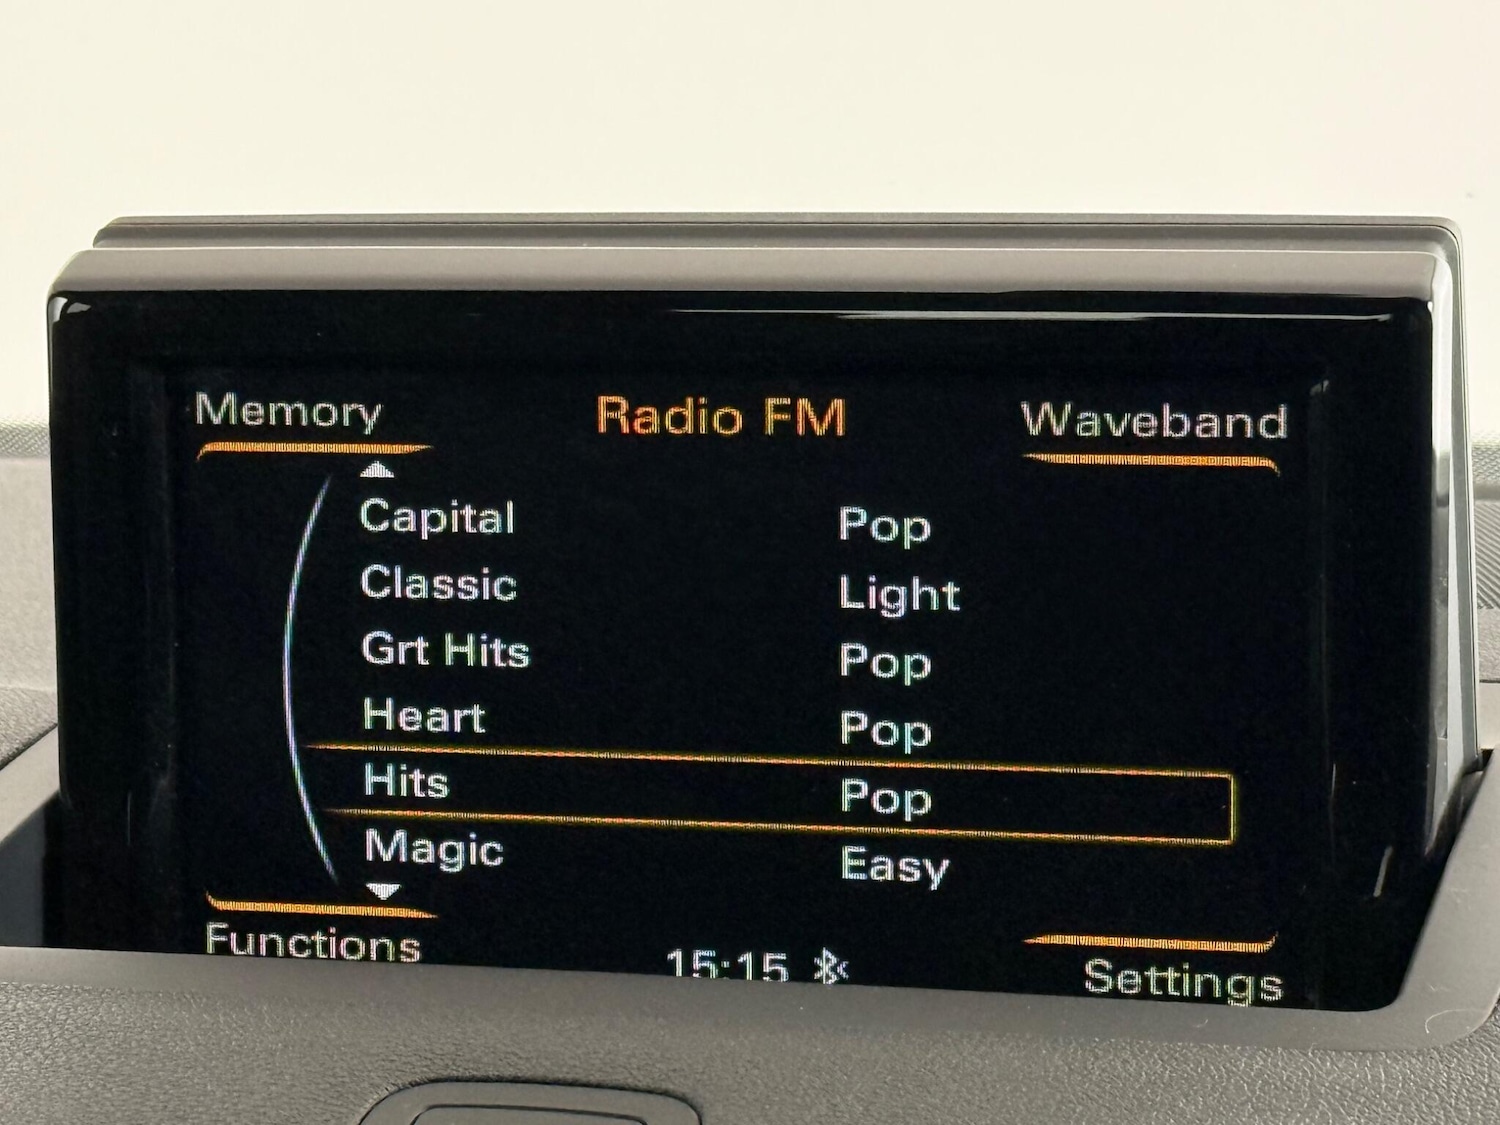 Memory Radio FM Waveband
Capital Pop
Classic Light
Grt Hits Pop
Heart Pop
Hits Pop
Magic Easy
Functions 15:15 Settings